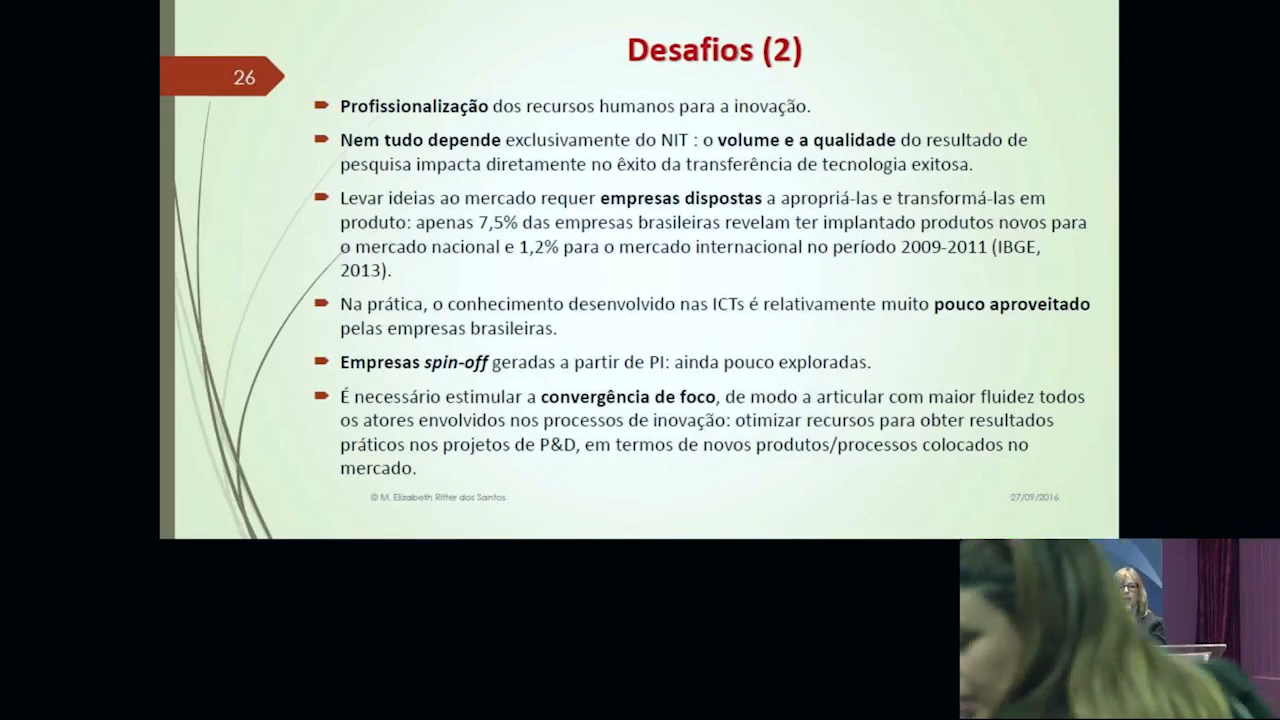 Desafios (2)
26
Profissionalização dos recursos humanos para a inovação.
Nem tudo depende exclusivamente do NIT : o volume e a qualidade do resultado de
pesquisa impacta diretamente no êxito da transferência de tecnologia exitosa.
Levar ideias ao mercado requer empresas dispostas a apropriá-las e transformá-las em
produto: apenas 7,5% das empresas brasileiras revelam ter implantado produtos novos para
o mercado nacional e 1,2% para o mercado internacional no período 2009-2011 (IBGE,
2013).
Na prática, o conhecimento desenvolvido nas ICTs é relativamente muito pouco aproveitado
pelas empresas brasileiras.
Empresas spin-off geradas a partir de PI: ainda pouco exploradas.
É necessário estimular a convergência de foco, de modo a articular com maior fluidez todos
os atores envolvidos nos processos de inovação: otimizar recursos para obter resultados
práticos nos projetos de P&D, em termos de novos produtos/processos colocados no
mercado.
© M. Elizabeth Ritter dos Santos
27/09/2016